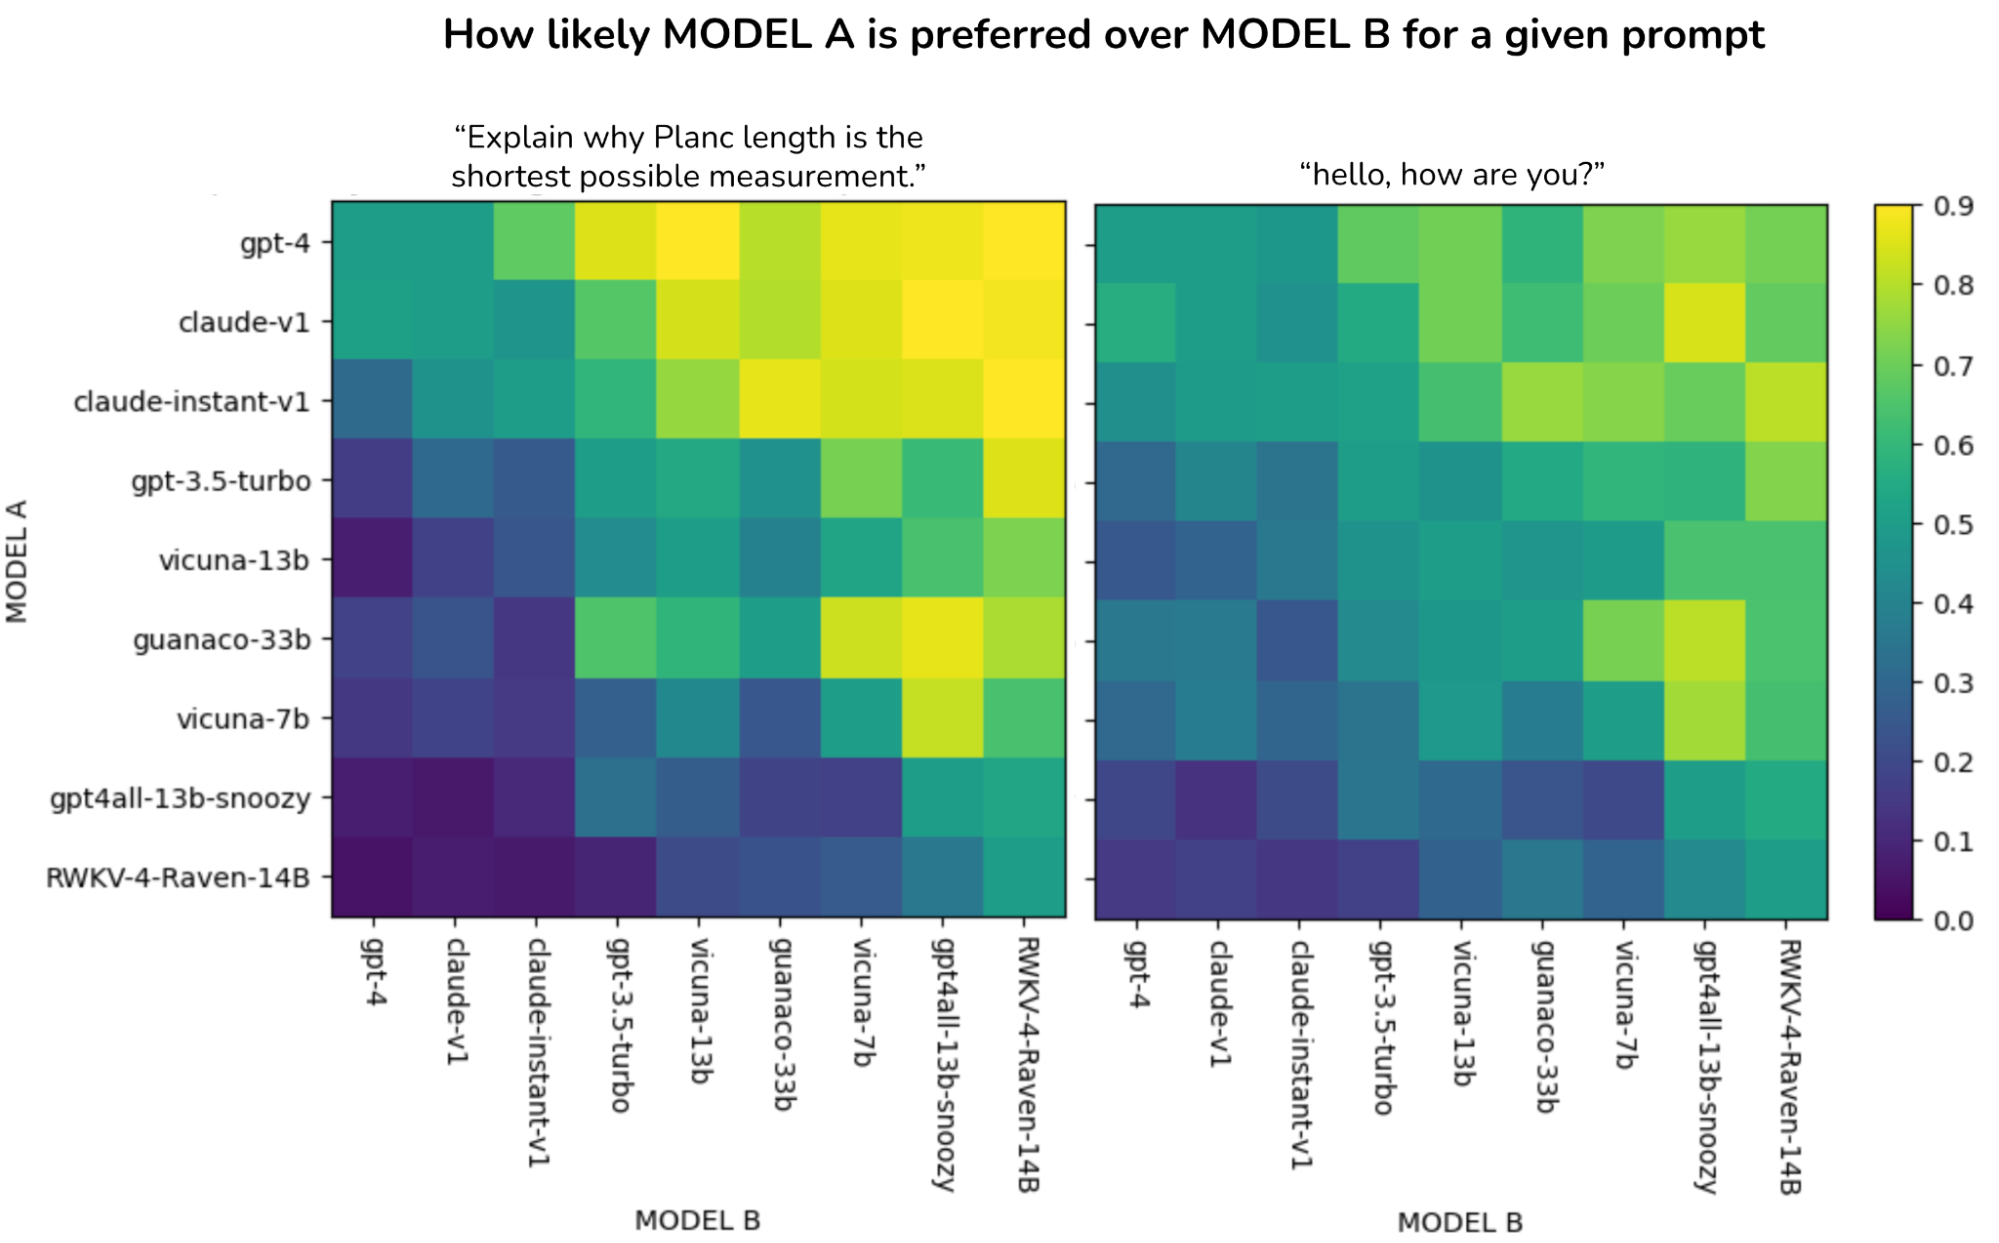 How likely MODEL A is preferred over MODEL B for a given prompt
“Explain why Planc length is the
shortest possible measurement.”
“hello, how are you?”
MODEL A
gpt-4
claude-v1
claude-instant-v1
gpt-3.5-turbo
vicuna-13b
guanaco-33b
vicuna-7b
gpt4all-13b-snoozy
RWKV-4-Raven-14B
gpt-4
claude-v1
claude-instant-v1
gpt-3.5-turbo
vicuna-13b
guanaco-33b
vicuna-7b
gpt4all-13b-snoozy
RWKV-4-Raven-14B
MODEL B
gpt-4
claude-v1
claude-instant-v1
gpt-3.5-turbo
vicuna-13b
guanaco-33b
vicuna-7b
gpt4all-13b-snoozy
RWKV-4-Raven-14B
MODEL B
0.9
0.8
0.7
0.6
0.5
0.4
0.3
0.2
0.1
0.0